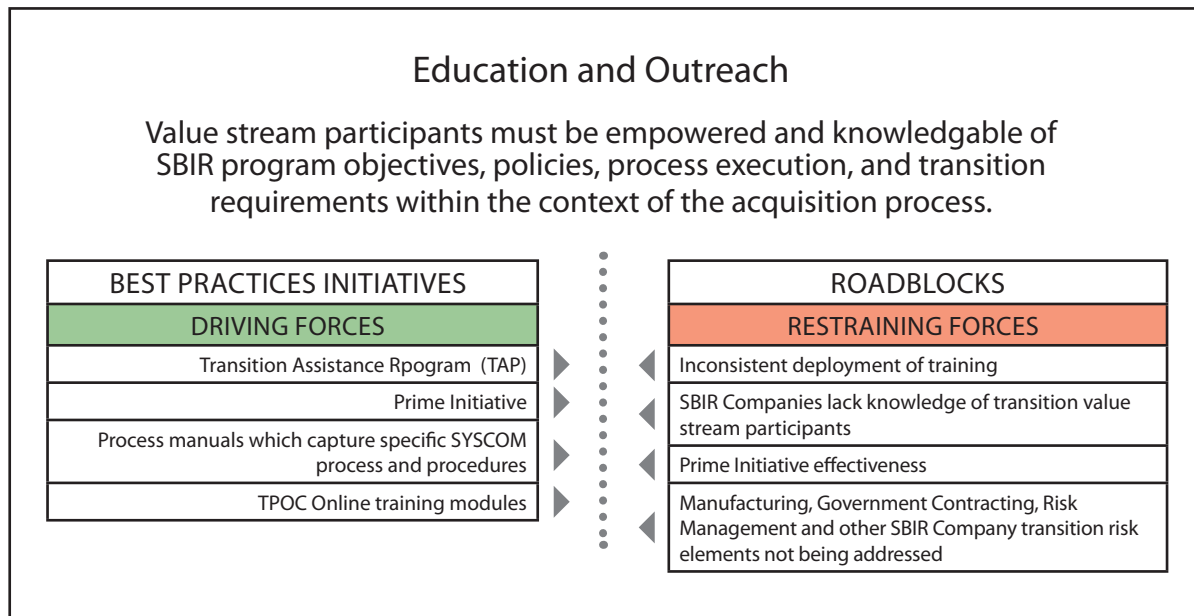 Education and Outreach
Value stream participants must be empowered and knowledgable of
SBIR program objectives, policies, process execution, and transition
requirements within the context of the acquisition process.
BEST PRACTICES INITIATIVES
DRIVING FORCES
Transition Assistance Rpogram (TAP)
Prime Initiative
Process manuals which capture specific SYSCOM
process and procedures
TPOC Online training modules
ROADBLOCKS
RESTRAINING FORCES
Inconsistent deployment of training
SBIR Companies lack knowledge of transition value
stream participants
Prime Initiative effectiveness
Manufacturing, Government Contracting, Risk
Management and other SBIR Company transition risk
elements not being addressed